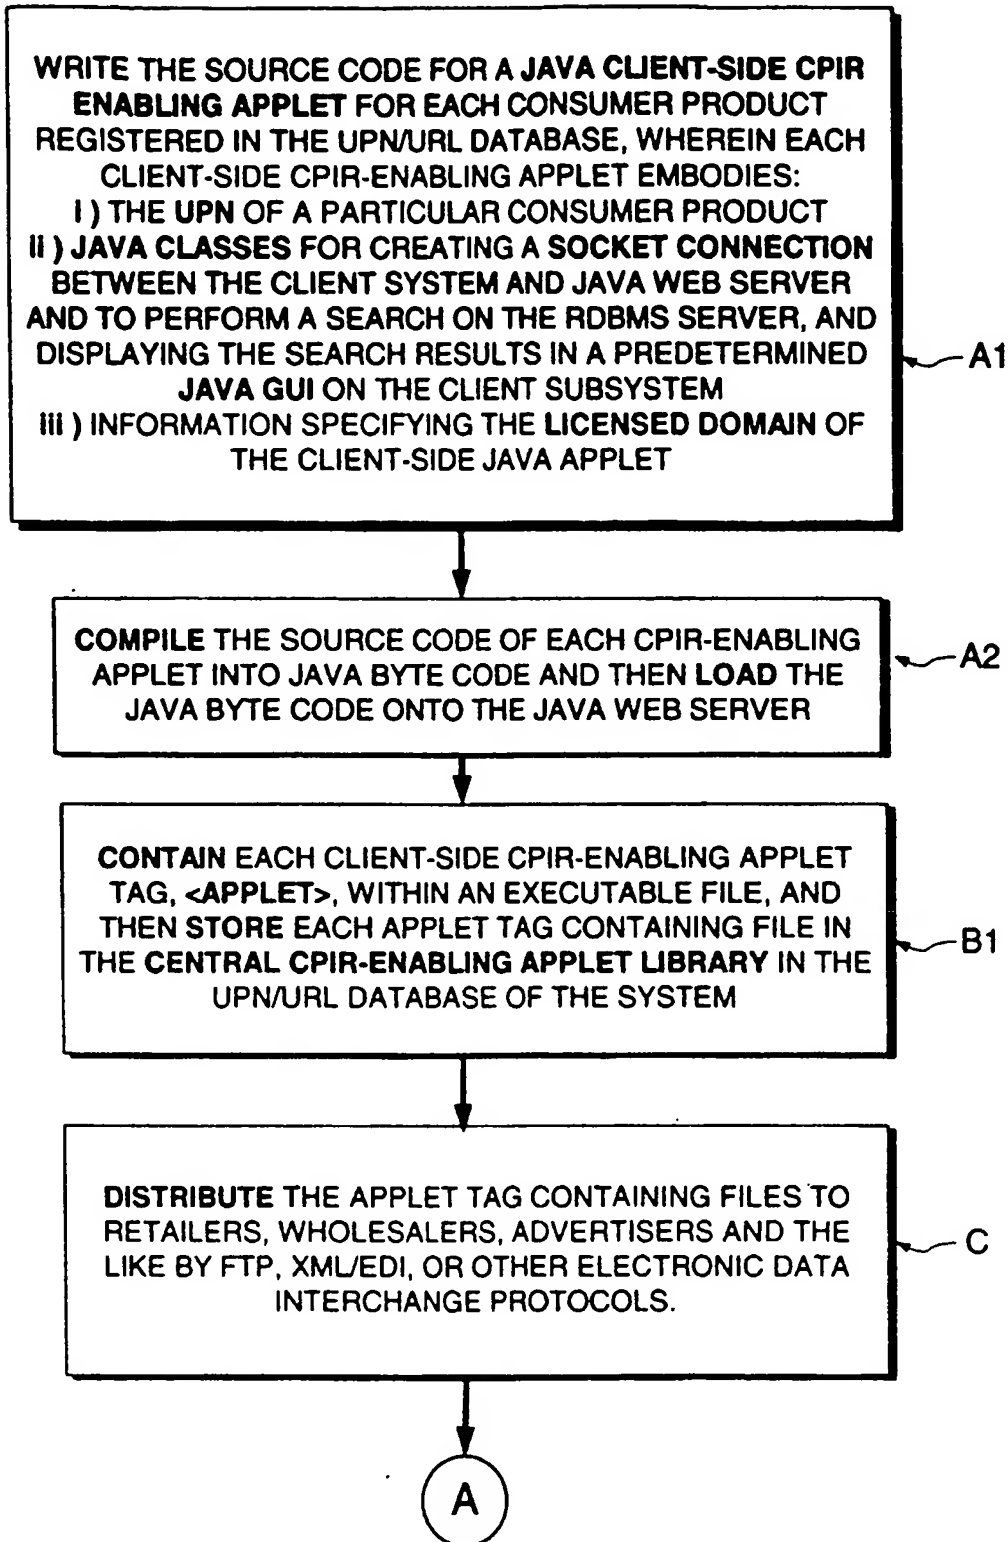 WRITE THE SOURCE CODE FOR A JAVA CLIENT-SIDE CPIR
ENABLING APPLET FOR EACH CONSUMER PRODUCT
REGISTERED IN THE UPN/URL DATABASE, WHEREIN EACH
CLIENT-SIDE CPIR-ENABLING APPLET EMBODIES:
I ) THE UPN OF A PARTICULAR CONSUMER PRODUCT
II ) JAVA CLASSES FOR CREATING A SOCKET CONNECTION
BETWEEN THE CLIENT SYSTEM AND JAVA WEB SERVER
AND TO PERFORM A SEARCH ON THE RDBMS SERVER, AND
DISPLAYING THE SEARCH RESULTS IN A PREDETERMINED
JAVA GUI ON THE CLIENT SUBSYSTEM
III ) INFORMATION SPECIFYING THE LICENSED DOMAIN OF
THE CLIENT-SIDE JAVA APPLET
A1
COMPILE THE SOURCE CODE OF EACH CPIR-ENABLING
APPLET INTO JAVA BYTE CODE AND THEN LOAD THE
JAVA BYTE CODE ONTO THE JAVA WEB SERVER
A2
CONTAIN EACH CLIENT-SIDE CPIR-ENABLING APPLET
TAG, <APPLET>, WITHIN AN EXECUTABLE FILE, AND
THEN STORE EACH APPLET TAG CONTAINING FILE IN
THE CENTRAL CPIR-ENABLING APPLET LIBRARY IN THE
UPN/URL DATABASE OF THE SYSTEM
B1
DISTRIBUTE THE APPLET TAG CONTAINING FILES TO
RETAILERS, WHOLESALERS, ADVERTISERS AND THE
LIKE BY FTP, XML/EDI, OR OTHER ELECTRONIC DATA
INTERCHANGE PROTOCOLS.
C
A